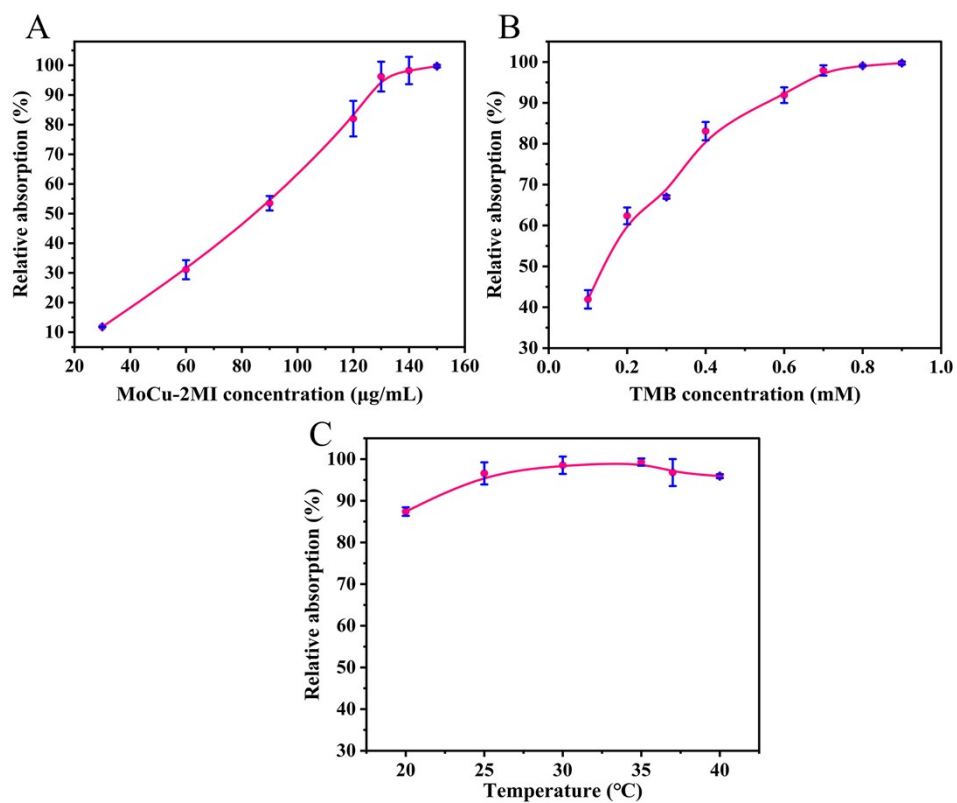 A
Relative absorption (%)
100
90
80
70
60
50
40
30
20
10
20 40 60 80 100 120 140 160
MoCu-2MI concentration (μg/mL)
B
Relative absorption (%)
100
90
80
70
60
50
40
30
0.0 0.2 0.4 0.6 0.8 1.0
TMB concentration (mM)
C
Relative absorption (%)
100
90
80
70
60
50
40
30
20 25 30 35 40
Temperature (℃)